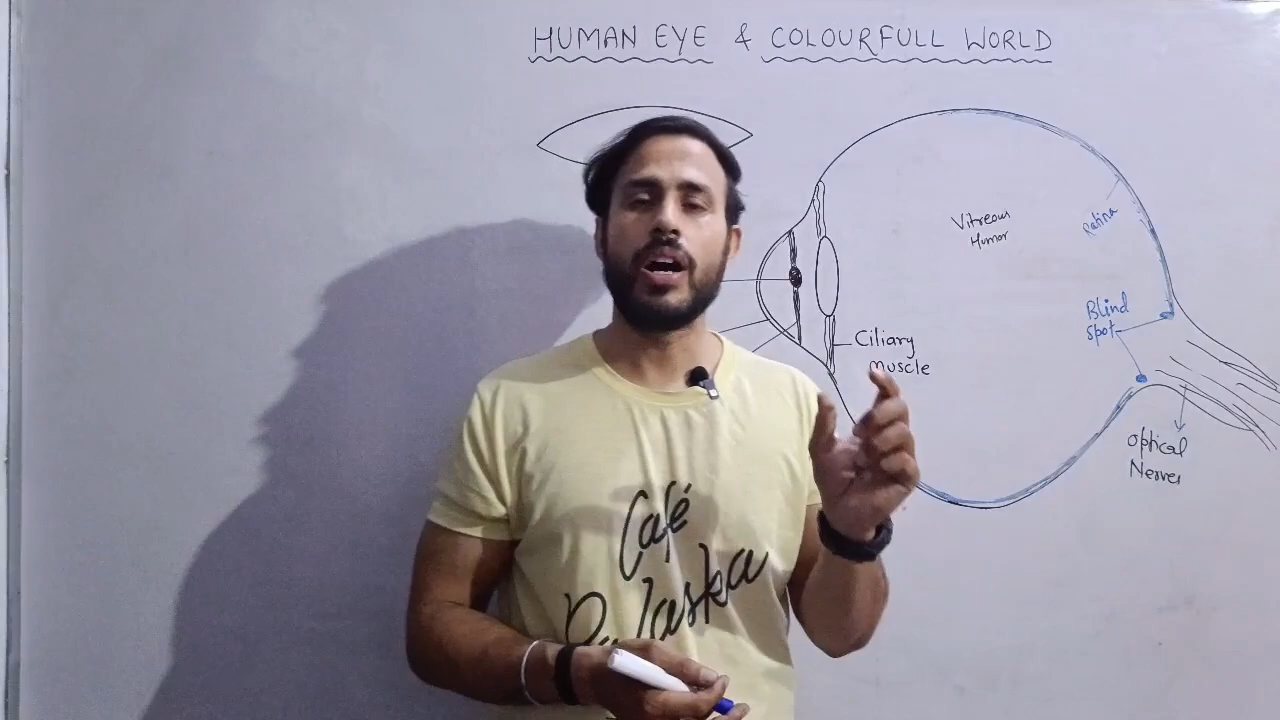 HUMAN EYE & COLOURFULL WORLD
Vitreous
Humor
Retina
Blind
spot
Ciliary
Muscle
Optical
Nerves
Café